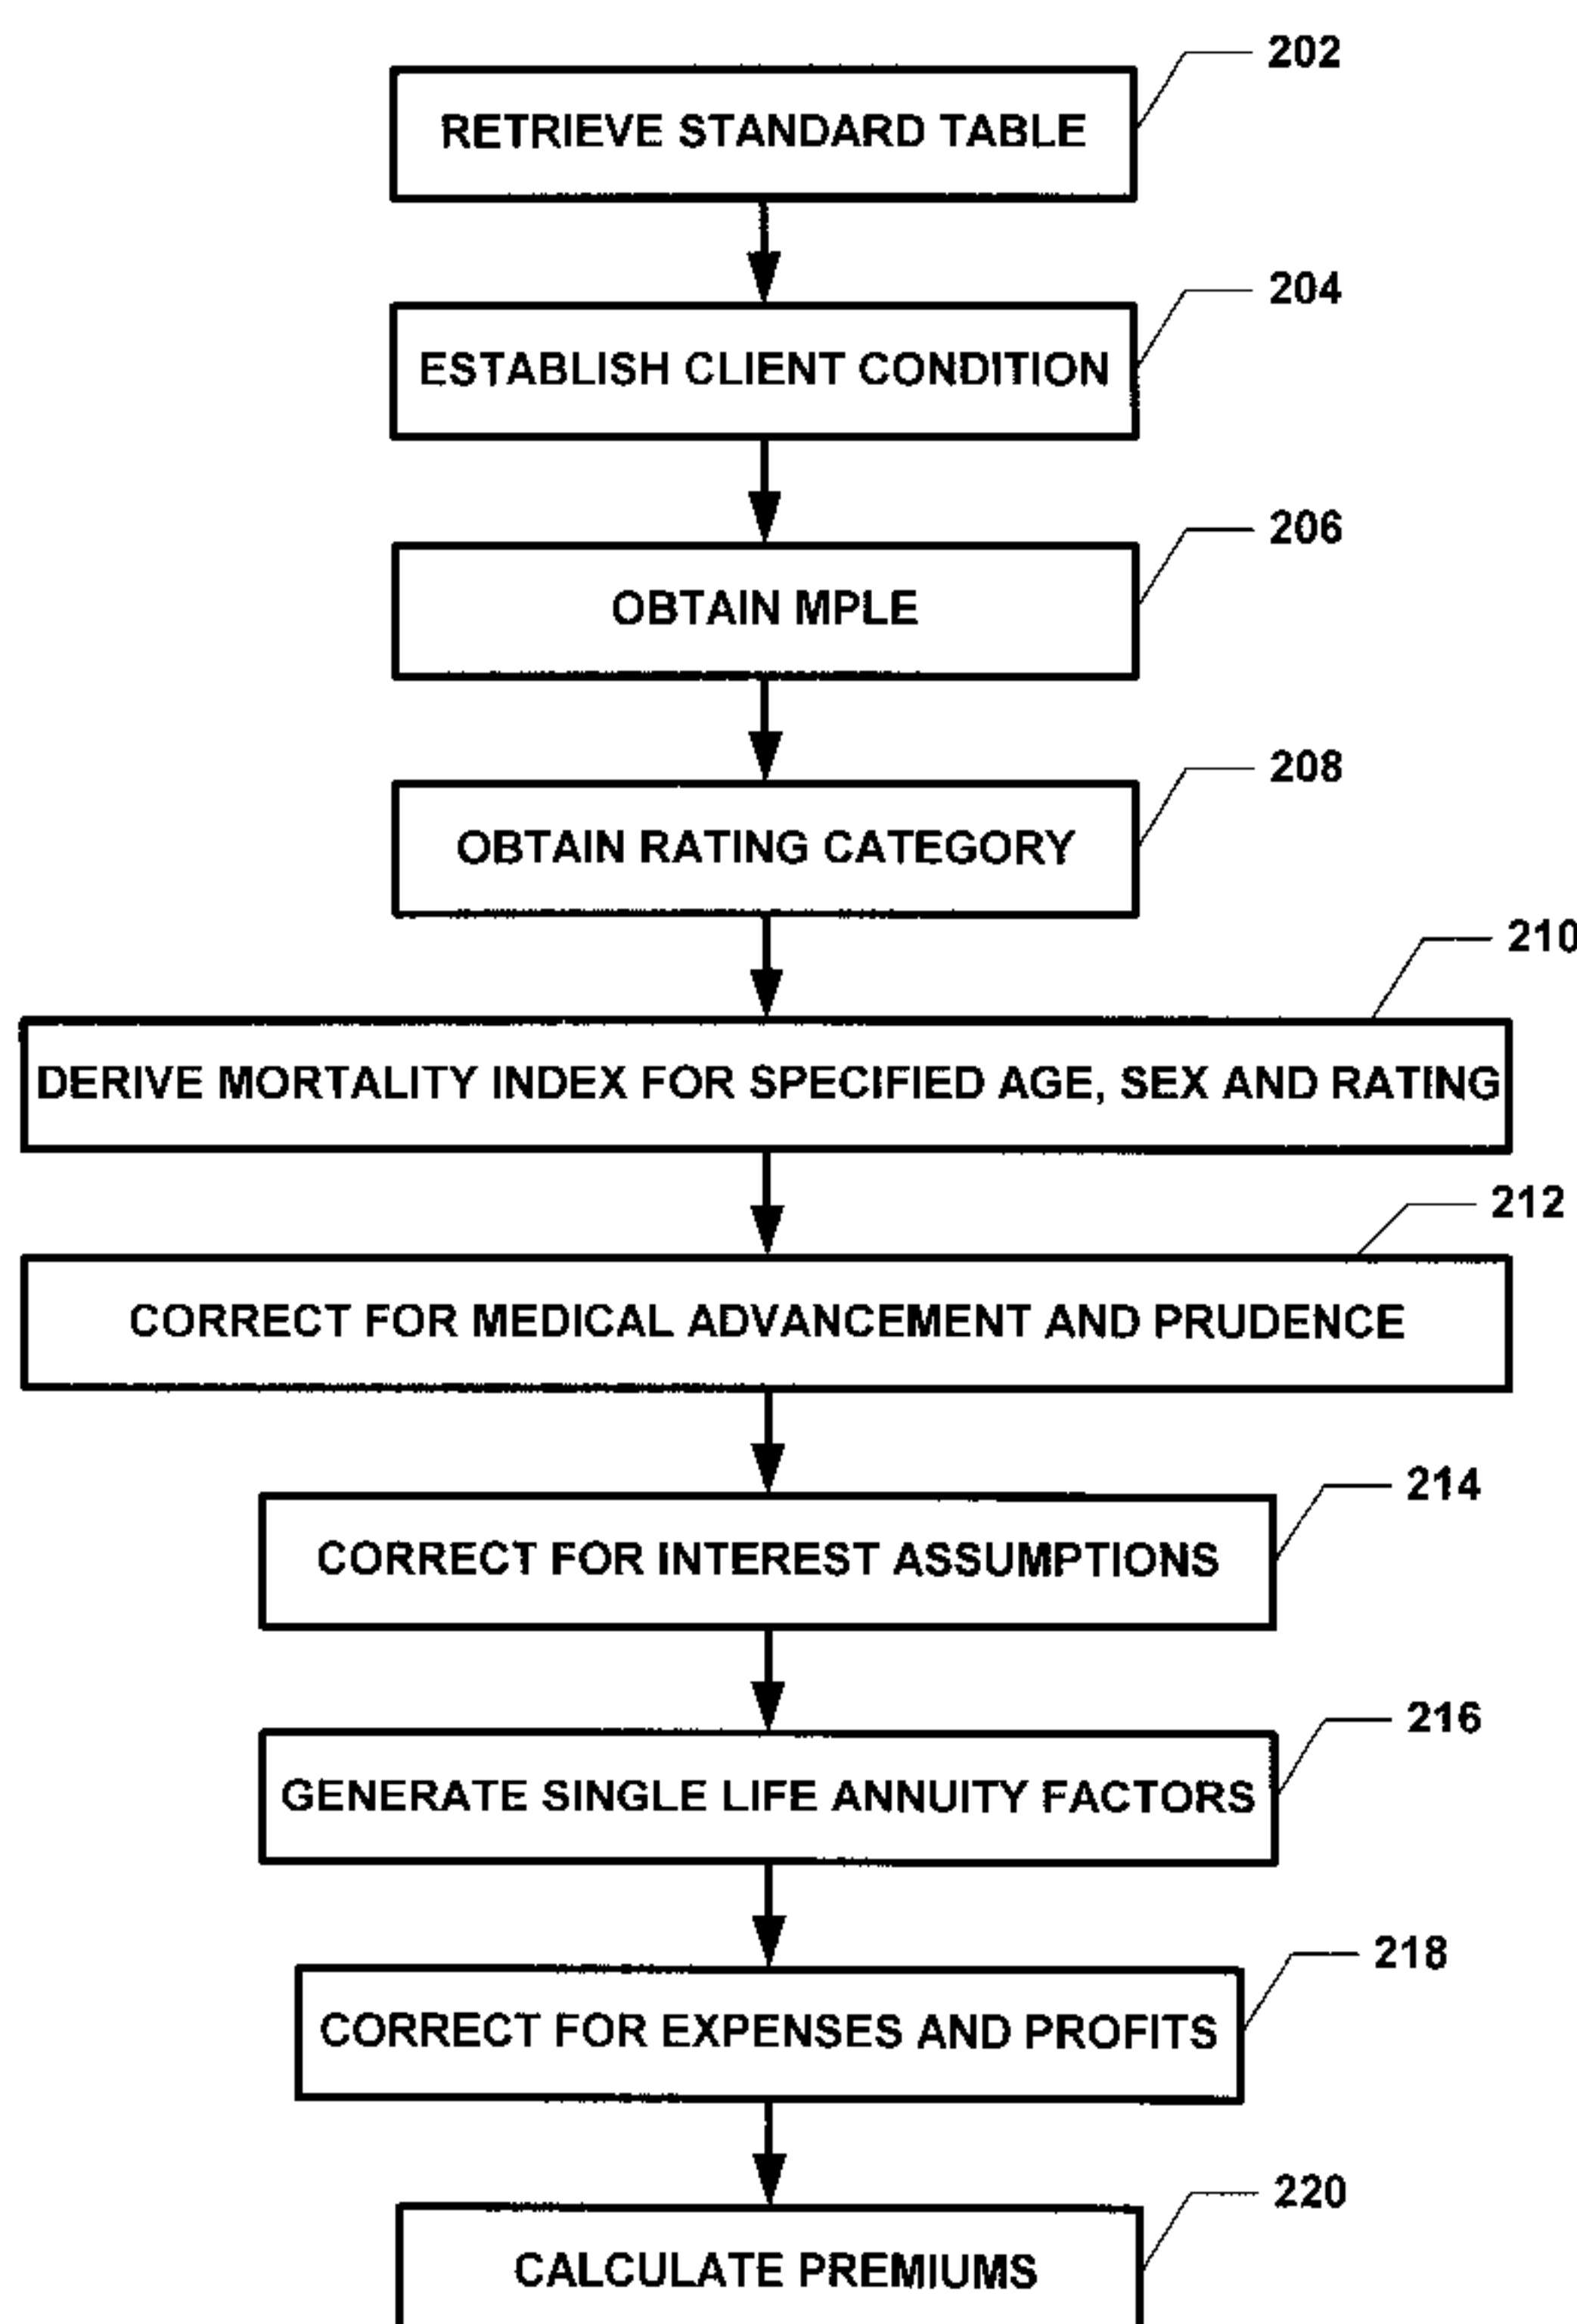 202
RETRIEVE STANDARD TABLE
204
ESTABLISH CLIENT CONDITION
206
OBTAIN MPLE
208
OBTAIN RATING CATEGORY
210
DERIVE MORTALITY INDEX FOR SPECIFIED AGE, SEX AND RATING
212
CORRECT FOR MEDICAL ADVANCEMENT AND PRUDENCE
214
CORRECT FOR INTEREST ASSUMPTIONS
216
GENERATE SINGLE LIFE ANNUITY FACTORS
218
CORRECT FOR EXPENSES AND PROFITS
220
CALCULATE PREMIUMS